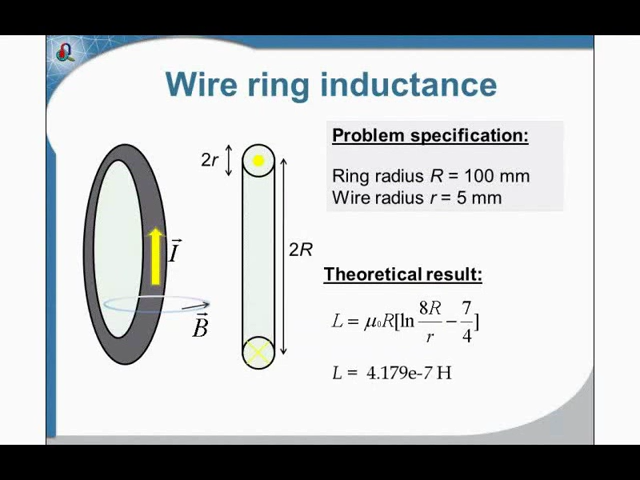 Wire ring inductance
Problem specification:
Ring radius R = 100 mm
Wire radius r = 5 mm
2r
I
2R
B
Theoretical result:
L = μ₀R[ln 8R/r − 7/4]
L = 4.179e-7 H